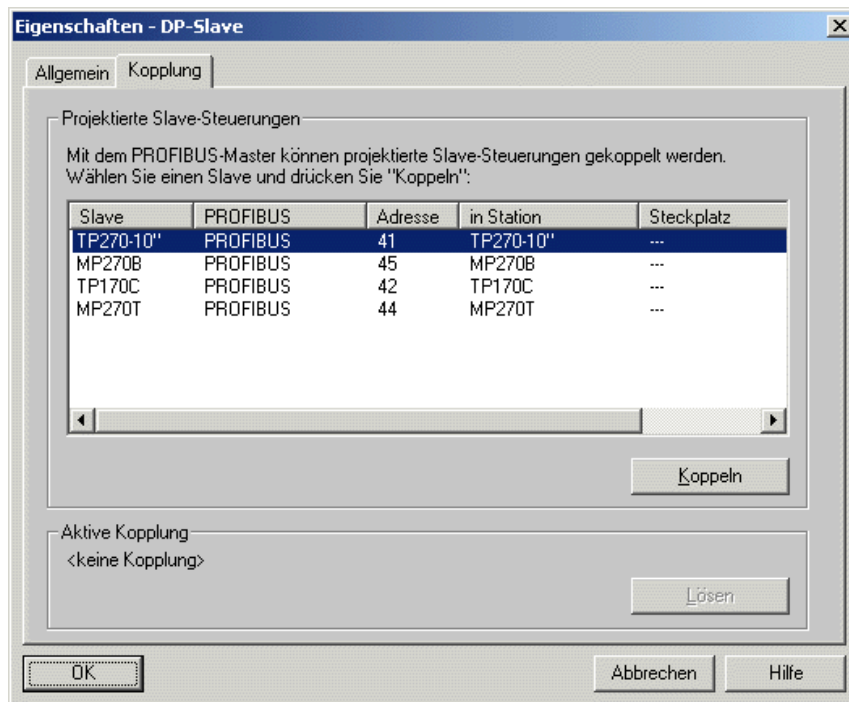 Eigenschaften - DP-Slave
Allgemein Kopplung
Projektierte Slave-Steuerungen
Mit dem PROFIBUS-Master können projektierte Slave-Steuerungen gekoppelt werden.
Wählen Sie einen Slave und drücken Sie "Koppeln":
Slave PROFIBUS Adresse in Station Steckplatz
TP270-10" PROFIBUS 41 TP270-10" ---
MP270B PROFIBUS 45 MP270B ---
TP170C PROFIBUS 42 TP170C ---
MP270T PROFIBUS 44 MP270T ---
Koppeln
Aktive Kopplung
<keine Kopplung>
Lösen
OK Abbrechen Hilfe